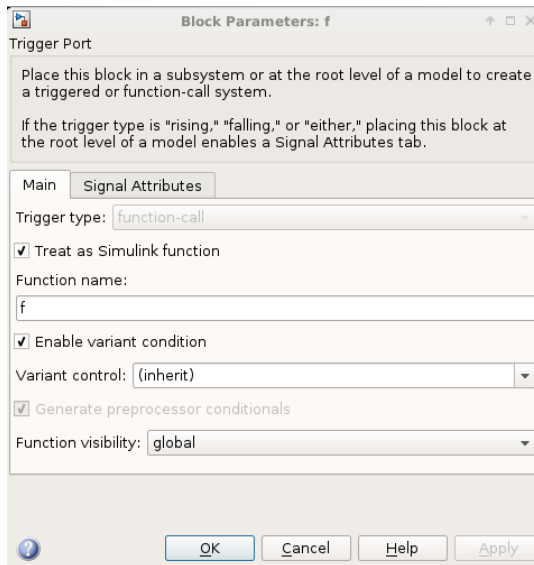 Block Parameters: f
Trigger Port
Place this block in a subsystem or at the root level of a model to create
a triggered or function-call system.
If the trigger type is "rising," "falling," or "either," placing this block at
the root level of a model enables a Signal Attributes tab.
Main Signal Attributes
Trigger type: function-call
Treat as Simulink function
Function name:
f
Enable variant condition
Variant control: (inherit)
Generate preprocessor conditionals
Function visibility: global
? OK Cancel Help Apply